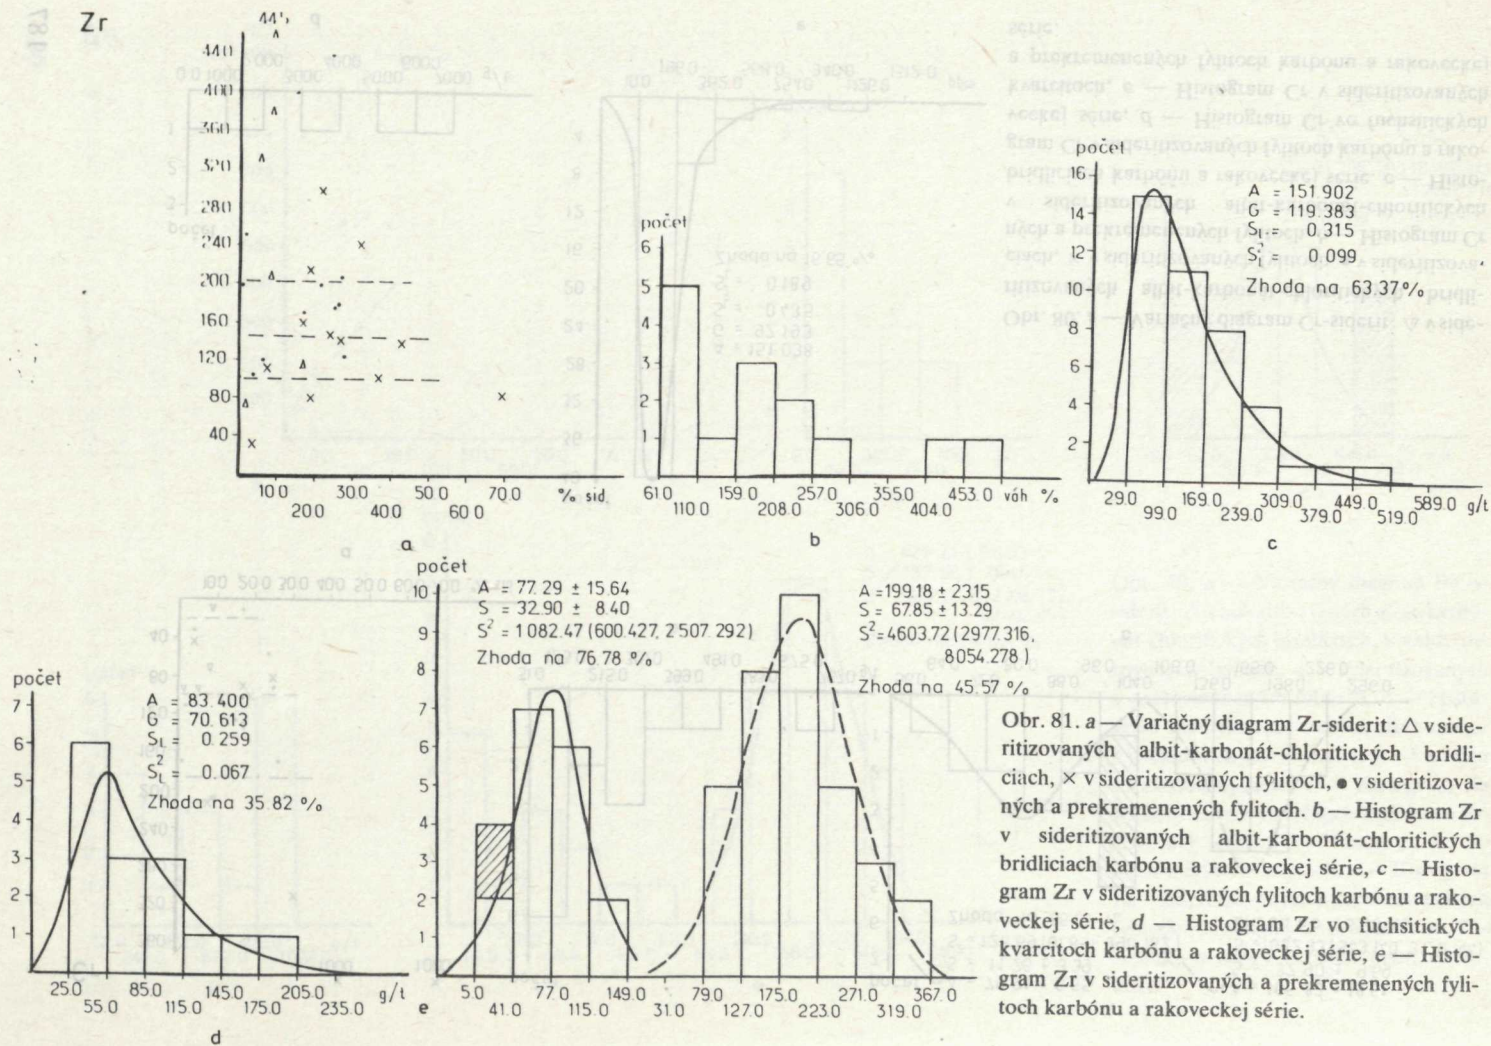 Zr
440
400
360
320
280
240
200
160
120
80
40
10.0 30.0 50.0 70.0 % sid.
20.0 40.0 60.0
a
počet
6
5
4
3
2
1
61.0 159.0 257.0 355.0 453.0 váh %
110.0 208.0 306.0 404.0
b
počet
16
14
12
10
8
6
4
2
A = 151.902
G = 119.383
S_L = 0.315
S_L^2 = 0.099
Zhoda na 63.37%
29.0 169.0 309.0 449.0 589.0 g/t
99.0 239.0 379.0 519.0
c
počet
7
6
5
4
3
2
1
A = 83.400
G = 70.613
S_L = 0.259
S_L^2 = 0.067
Zhoda na 35.82 %
25.0 85.0 145.0 205.0 g/t
55.0 115.0 175.0 235.0
d
počet
10
9
8
7
6
5
4
3
2
1
A = 77.29 ± 15.64
S = 32.90 ± 8.40
S^2 = 1082.47 (600.427, 2507.292)
Zhoda na 76.78 %
A = 199.18 ± 23.15
S = 67.85 ± 13.29
S^2 = 4603.72 (2977.316,
8054.278)
Zhoda na 45.57 %
5.0 77.0 149.0 79.0 175.0 271.0 367.0
41.0 115.0 31.0 127.0 223.0 319.0
e
Obr. 81. a — Variačný diagram Zr-siderit: △ v side-
ritizovaných albit-karbonát-chloritických bridli-
ciach, × v sideritizovaných fylitoch, ● v sideritizova-
ných a prekremenených fylitoch. b — Histogram Zr
v sideritizovaných albit-karbonát-chloritických
bridliciach karbónu a rakoveckej série, c — Histo-
gram Zr v sideritizovaných fylitoch karbónu a rako-
veckej série, d — Histogram Zr vo fuchsitických
kvarcitoch karbónu a rakoveckej série, e — Histo-
gram Zr v sideritizovaných a prekremenených fyli-
toch karbónu a rakoveckej série.